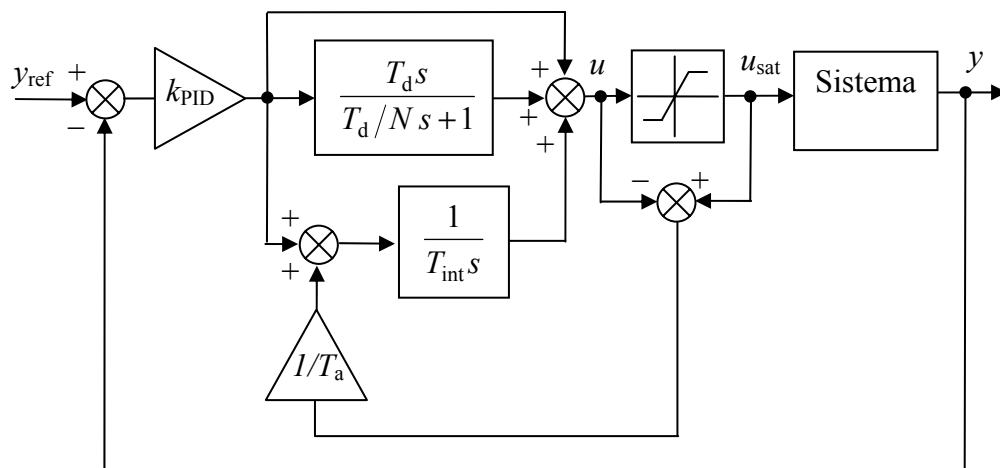 y_ref
+
−
k_PID
T_d s
T_d/N s+1
+
+
+
u
u_sat
Sistema
y
−
+
+
+
1
T_int s
1/T_a